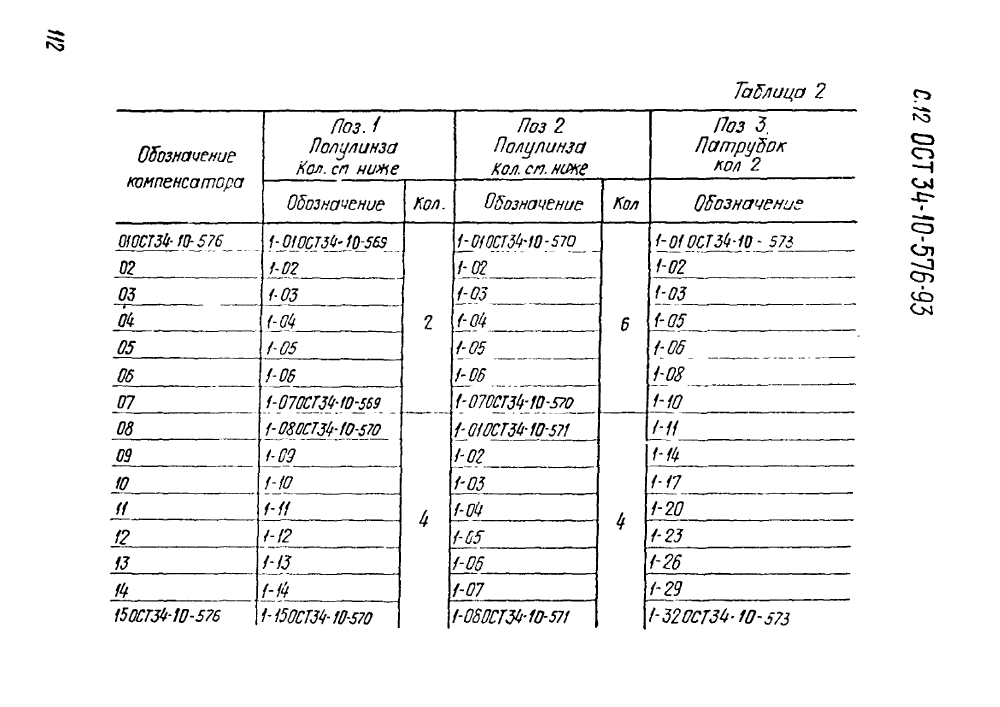 112
С.12 ОСТ 34-10-576-93
Таблица 2
Обозначение компенсатора | Поз. 1 Полулинза Кол. сп ниже | Поз 2 Полулинза Кол. сп. ниже | Поз 3. Патрубок кол 2
Обозначение | Кол. | Обозначение | Кол | Обозначение
01ОСТ34-10-576 | 1-01ОСТ34-10-569 | 1-01ОСТ34-10-570 | 1-01 ОСТ34-10-573
02 | 1-02 | 1-02 | 1-02
03 | 1-03 | 1-03 | 1-03
04 | 1-04 | 2 | 1-04 | 6 | 1-05
05 | 1-05 | 1-05 | 1-06
06 | 1-06 | 1-06 | 1-08
07 | 1-07ОСТ34-10-569 | 1-07ОСТ34-10-570 | 1-10
08 | 1-08ОСТ34-10-570 | 1-01ОСТ34-10-571 | 1-11
09 | 1-09 | 1-02 | 1-14
10 | 1-10 | 1-03 | 1-17
11 | 1-11 | 4 | 1-04 | 4 | 1-20
12 | 1-12 | 1-05 | 1-23
13 | 1-13 | 1-06 | 1-26
14 | 1-14 | 1-07 | 1-29
15ОСТ34-10-576 | 1-15ОСТ34-10-570 | 1-08ОСТ34-10-571 | 1-32ОСТ34-10-573